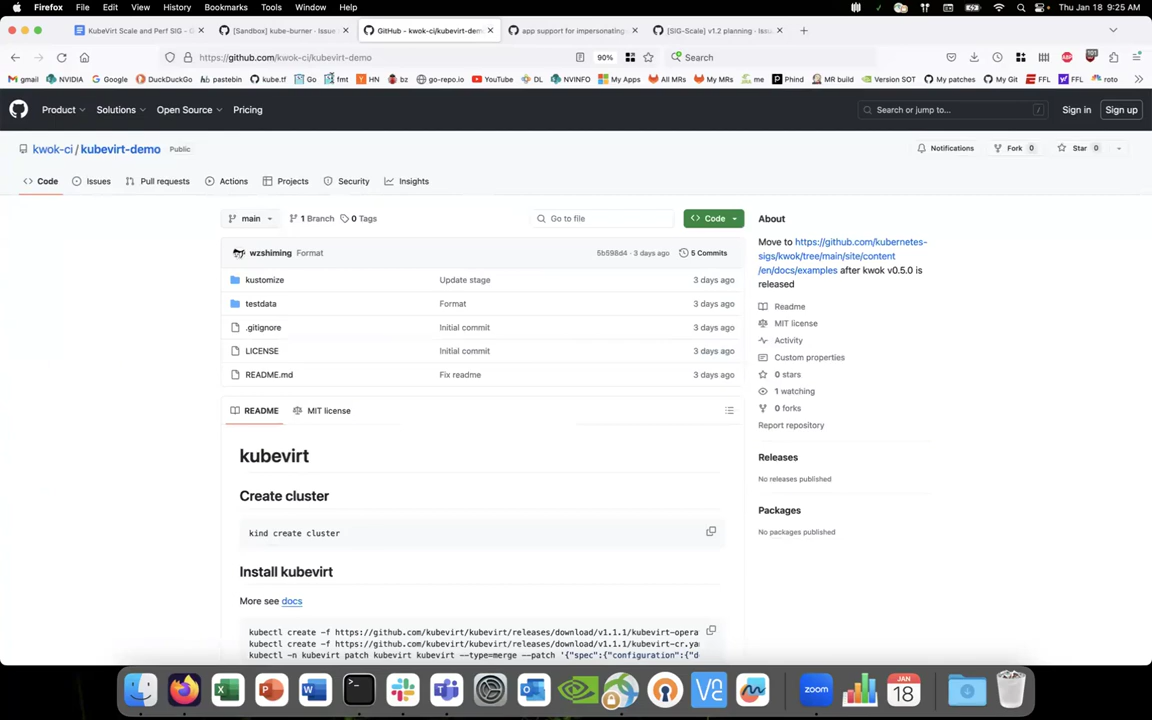 Firefox File Edit View History Bookmarks Tools Window Help Thu Jan 18 9:25 AM
KubeVirt Scale and Perf SIG - G [Sandbox] kube-burner · Issue GitHub - kwok-ci/kubevirt-dem app support for impersonating [SIG-Scale] v1.2 planning · Issu
https://github.com/kwok-ci/kubevirt-demo 90% Search
gmail NVIDIA Google DuckDuckGo pastebin kube.tf Go fmt HN bz go-repo.io YouTube DL NVINFO My Apps All MRs My MRs me Phind MR build Version SOT My patches My Git FFL FFL roto
Product Solutions Open Source Pricing Search or jump to... / Sign in Sign up
kwok-ci / kubevirt-demo Public Notifications Fork 0 Star 0
Code Issues Pull requests Actions Projects Security Insights
main 1 Branch 0 Tags Go to file Code
wzshiming Format 5b598d4 · 3 days ago 5 Commits
kustomize Update stage 3 days ago
testdata Format 3 days ago
.gitignore Initial commit 3 days ago
LICENSE Initial commit 3 days ago
README.md Fix readme 3 days ago
README MIT license
kubevirt
Create cluster
kind create cluster
Install kubevirt
More see docs
kubectl create -f https://github.com/kubevirt/kubevirt/releases/download/v1.1.1/kubevirt-opera
kubectl create -f https://github.com/kubevirt/kubevirt/releases/download/v1.1.1/kubevirt-cr.ya
kubectl -n kubevirt patch kubevirt kubevirt --type=merge --patch '{"spec":{"configuration":{"d
About
Move to https://github.com/kubernetes-
sigs/kwok/tree/main/site/content
/en/docs/examples after kwok v0.5.0 is
released
Readme
MIT license
Activity
Custom properties
0 stars
1 watching
0 forks
Report repository
Releases
No releases published
Packages
No packages published
zoom
JAN
18